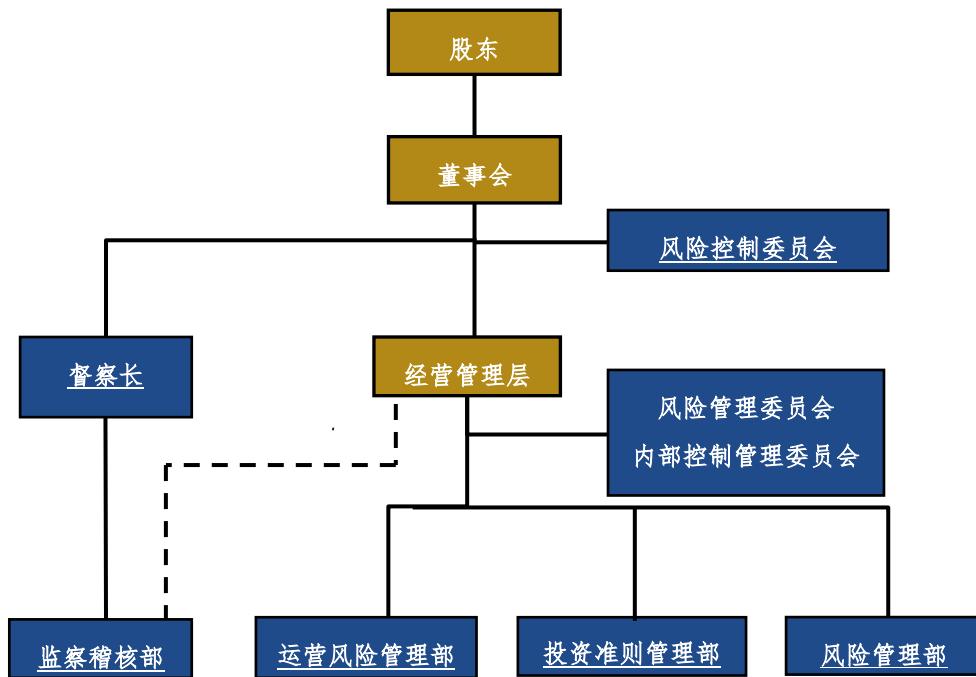 股东
董事会
风险控制委员会
督察长
经营管理层
风险管理委员会
内部控制管理委员会
监察稽核部
运营风险管理部
投资准则管理部
风险管理部